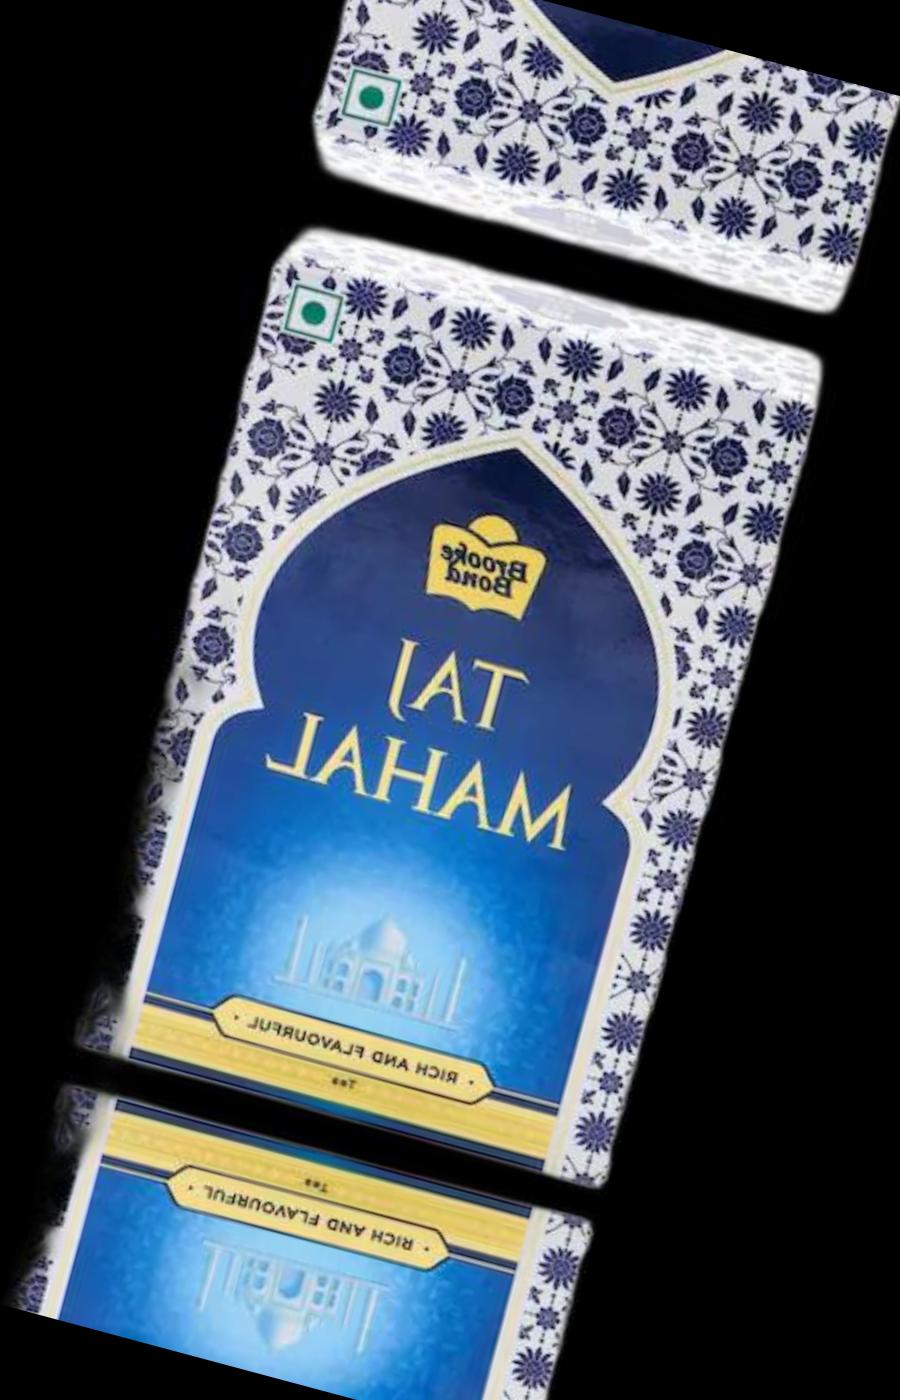 Brooke
Bond
TAJ
MAHAL
• RICH AND FLAVOURFUL •
Tea
Tea
• RICH AND FLAVOURFUL •